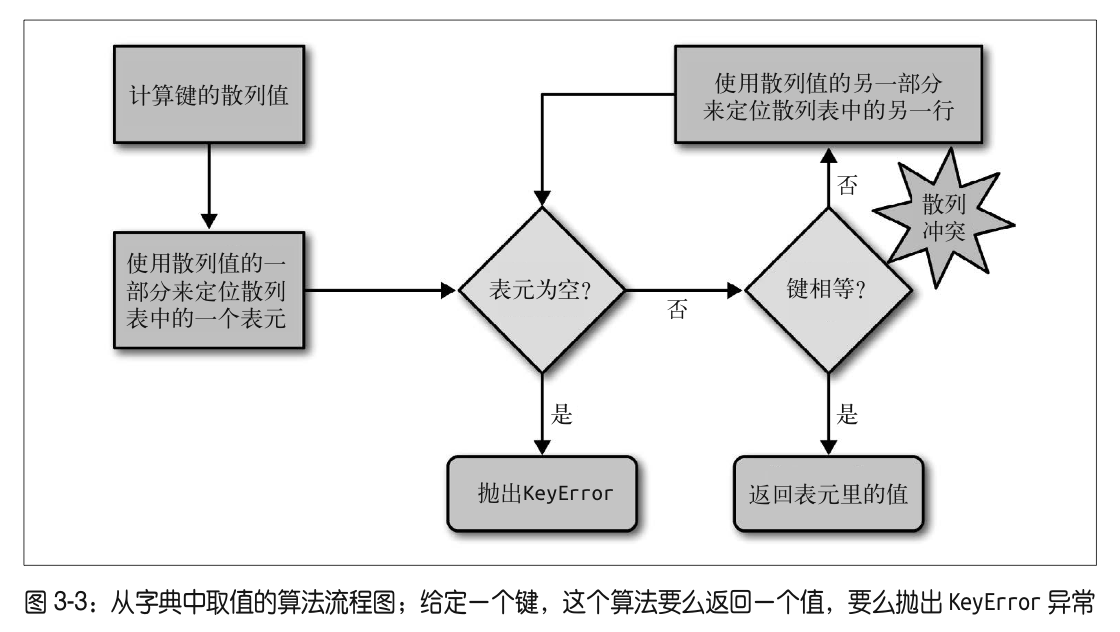 计算键的散列值
使用散列值的一
部分来定位散列
表中的一个表元
表元为空？
是
抛出KeyError
否
键相等？
是
返回表元里的值
否
散列
冲突
使用散列值的另一部分
来定位散列表中的另一行
图 3-3：从字典中取值的算法流程图；给定一个键，这个算法要么返回一个值，要么抛出 KeyError 异常